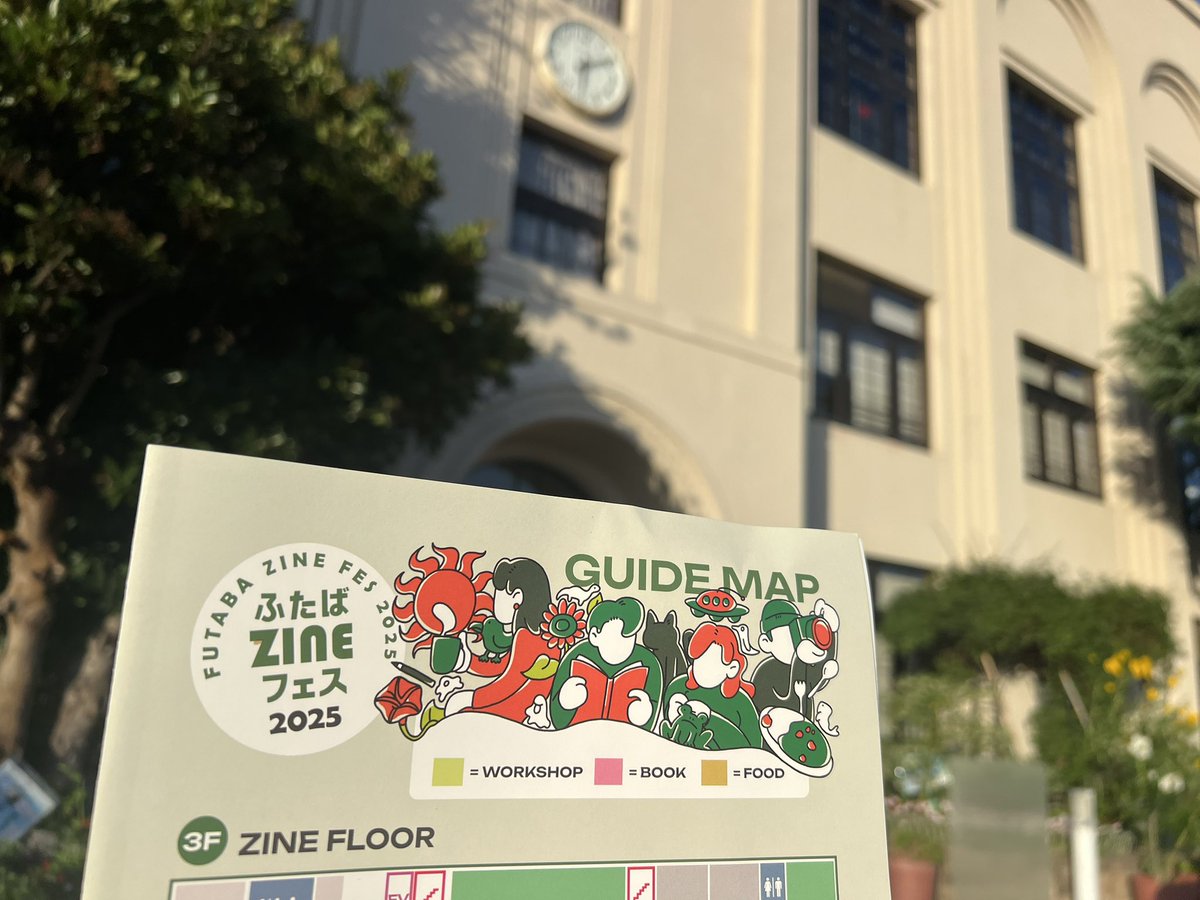 FUTABA ZINE FES 2025
ふたば
ZINE
フェス
2025
GUIDE MAP
= WORKSHOP
= BOOK
= FOOD
3F ZINE FLOOR
EV